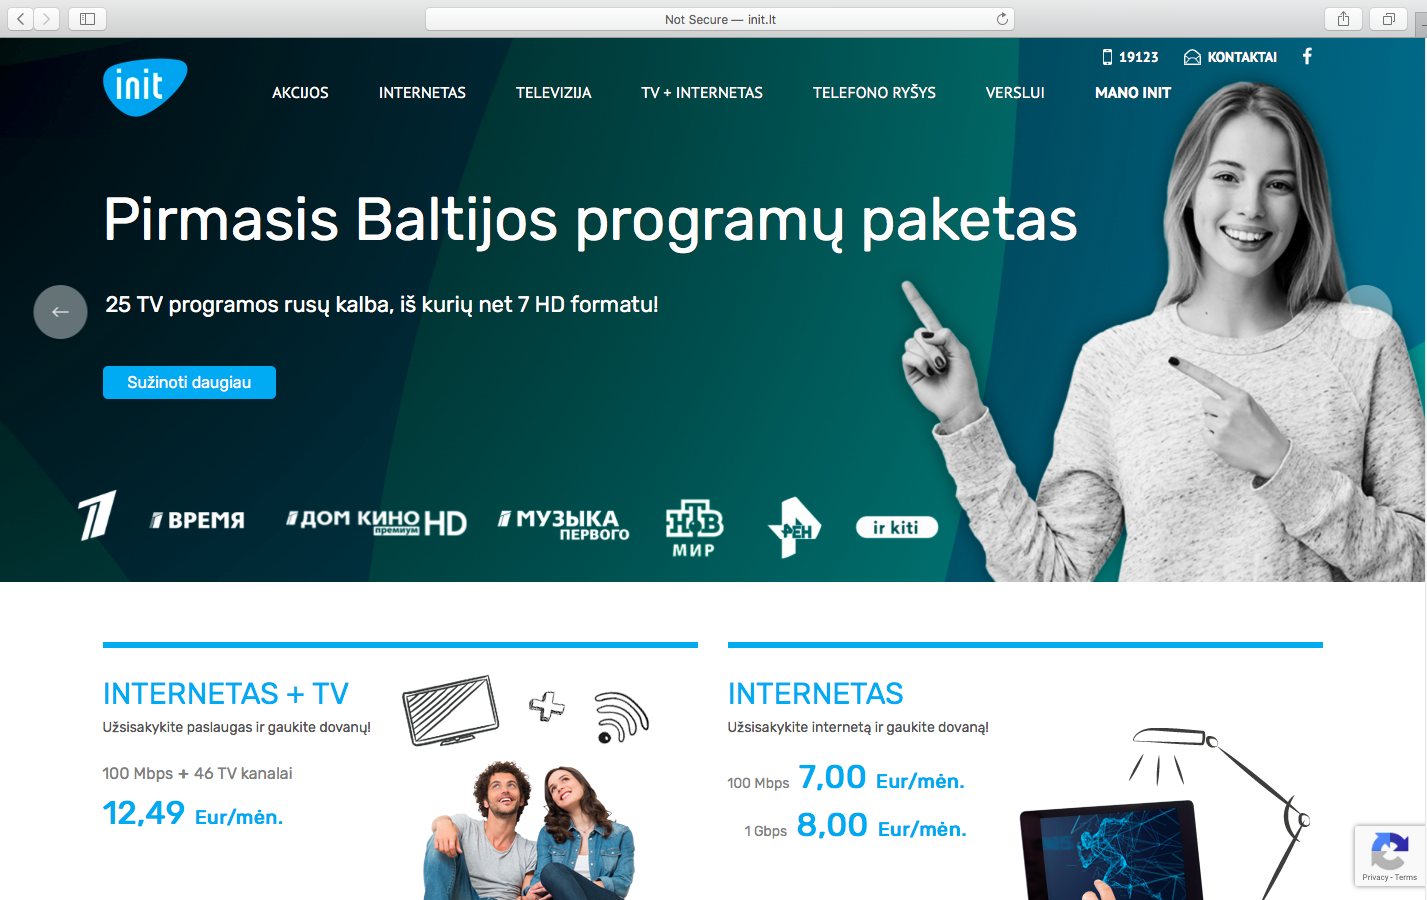 Not Secure — init.lt
19123
KONTAKTAI
init
AKCIJOS
INTERNETAS
TELEVIZIJA
TV + INTERNETAS
TELEFONO RYŠYS
VERSLUI
MANO INIT
Pirmasis Baltijos programų paketas
25 TV programos rusų kalba, iš kurių net 7 HD formatu!
Sužinoti daugiau
1
1 ВРЕМЯ
1 ДОМ КИНО ПРЕМИУМ HD
1 МУЗЫКА
ПЕРВОГО
НТВ
МИР
РЕН
ir kiti
INTERNETAS + TV
Užsisakykite paslaugas ir gaukite dovanų!
100 Mbps + 46 TV kanalai
12,49 Eur/mėn.
INTERNETAS
Užsisakykite internetą ir gaukite dovaną!
100 Mbps 7,00 Eur/mėn.
1 Gbps 8,00 Eur/mėn.
Privacy - Terms